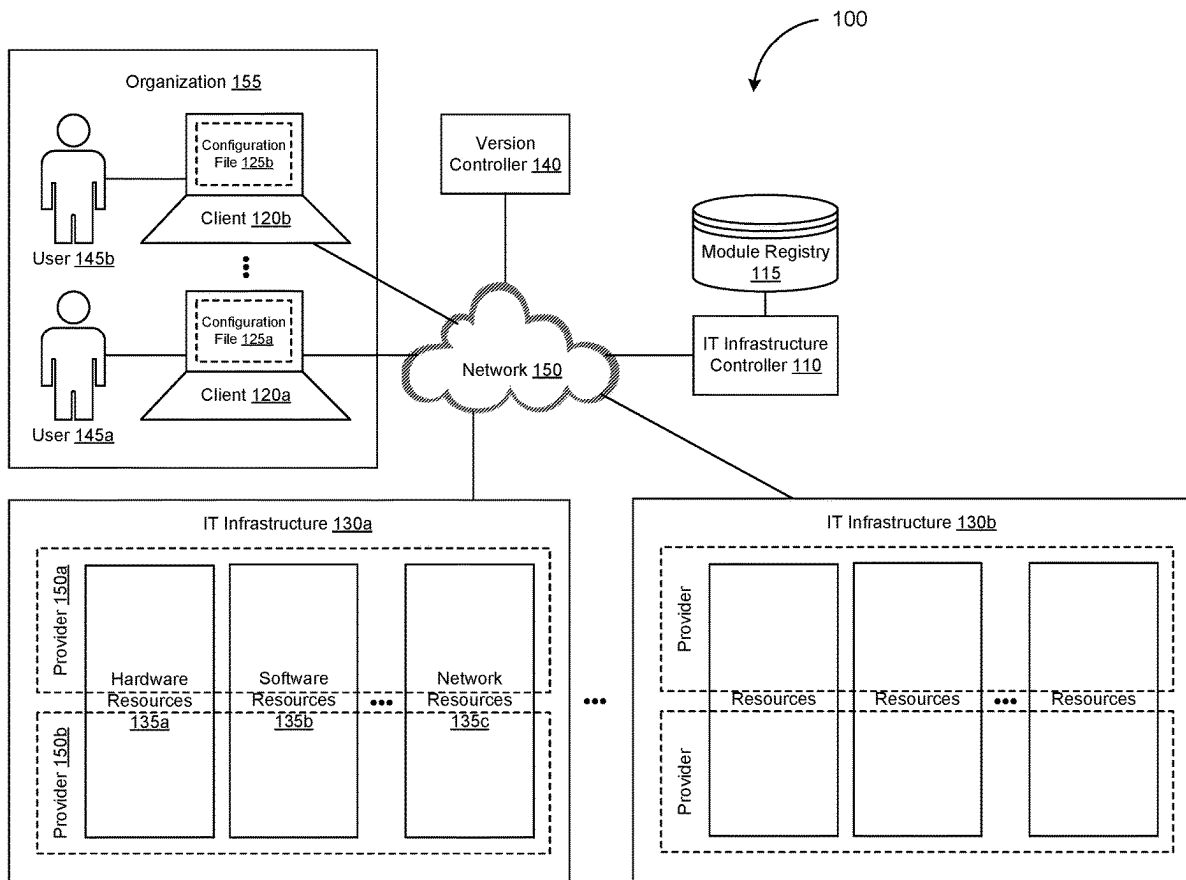 100
Organization 155
Configuration
File 125b
Client 120b
User 145b
Configuration
File 125a
Client 120a
User 145a
Version
Controller 140
Module Registry
115
IT Infrastructure
Controller 110
Network 150
IT Infrastructure 130a
Provider 150a
Provider 150b
Hardware
Resources
135a
Software
Resources
135b
Network
Resources
135c
IT Infrastructure 130b
Provider
Provider
Resources
Resources
Resources